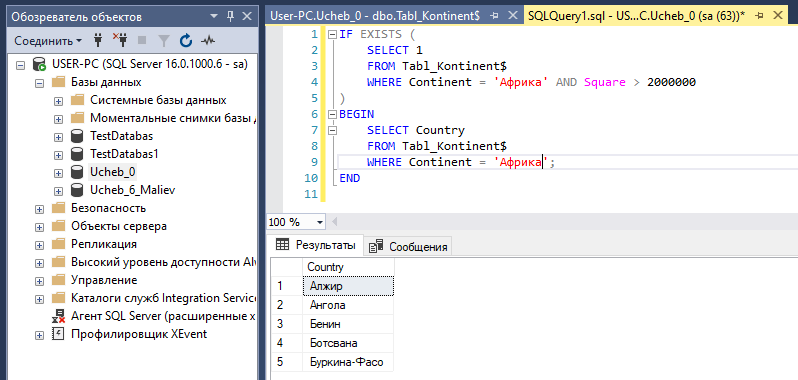 Обозреватель объектов
Соединить
USER-PC (SQL Server 16.0.1000.6 - sa)
Базы данных
Системные базы данных
Моментальные снимки базы
TestDatabas
TestDatabas1
Ucheb_0
Ucheb_6_Maliev
Безопасность
Объекты сервера
Репликация
Высокий уровень доступности
Управление
Каталоги служб Integration
Агент SQL Server (расширенные
Профилировщик XEvent
User-PC.Ucheb_0 - dbo.Tabl_Kontinent$
SQLQuery1.sql - US...C.Ucheb_0 (sa (63))*
1 IF EXISTS (
2 SELECT 1
3 FROM Tabl_Kontinent$
4 WHERE Continent = 'Африка' AND Square > 2000000
5 )
6 BEGIN
7 SELECT Country
8 FROM Tabl_Kontinent$
9 WHERE Continent = 'Африка';
10 END
11
100 %
Результаты
Сообщения
Country
1 Алжир
2 Ангола
3 Бенин
4 Ботсвана
5 Буркина-Фасо